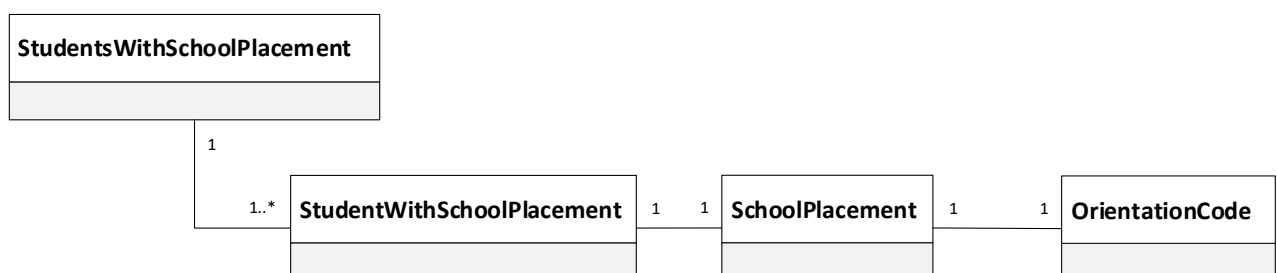 StudentsWithSchoolPlacement
1
1..* StudentWithSchoolPlacement 1 1 SchoolPlacement 1 1 OrientationCode